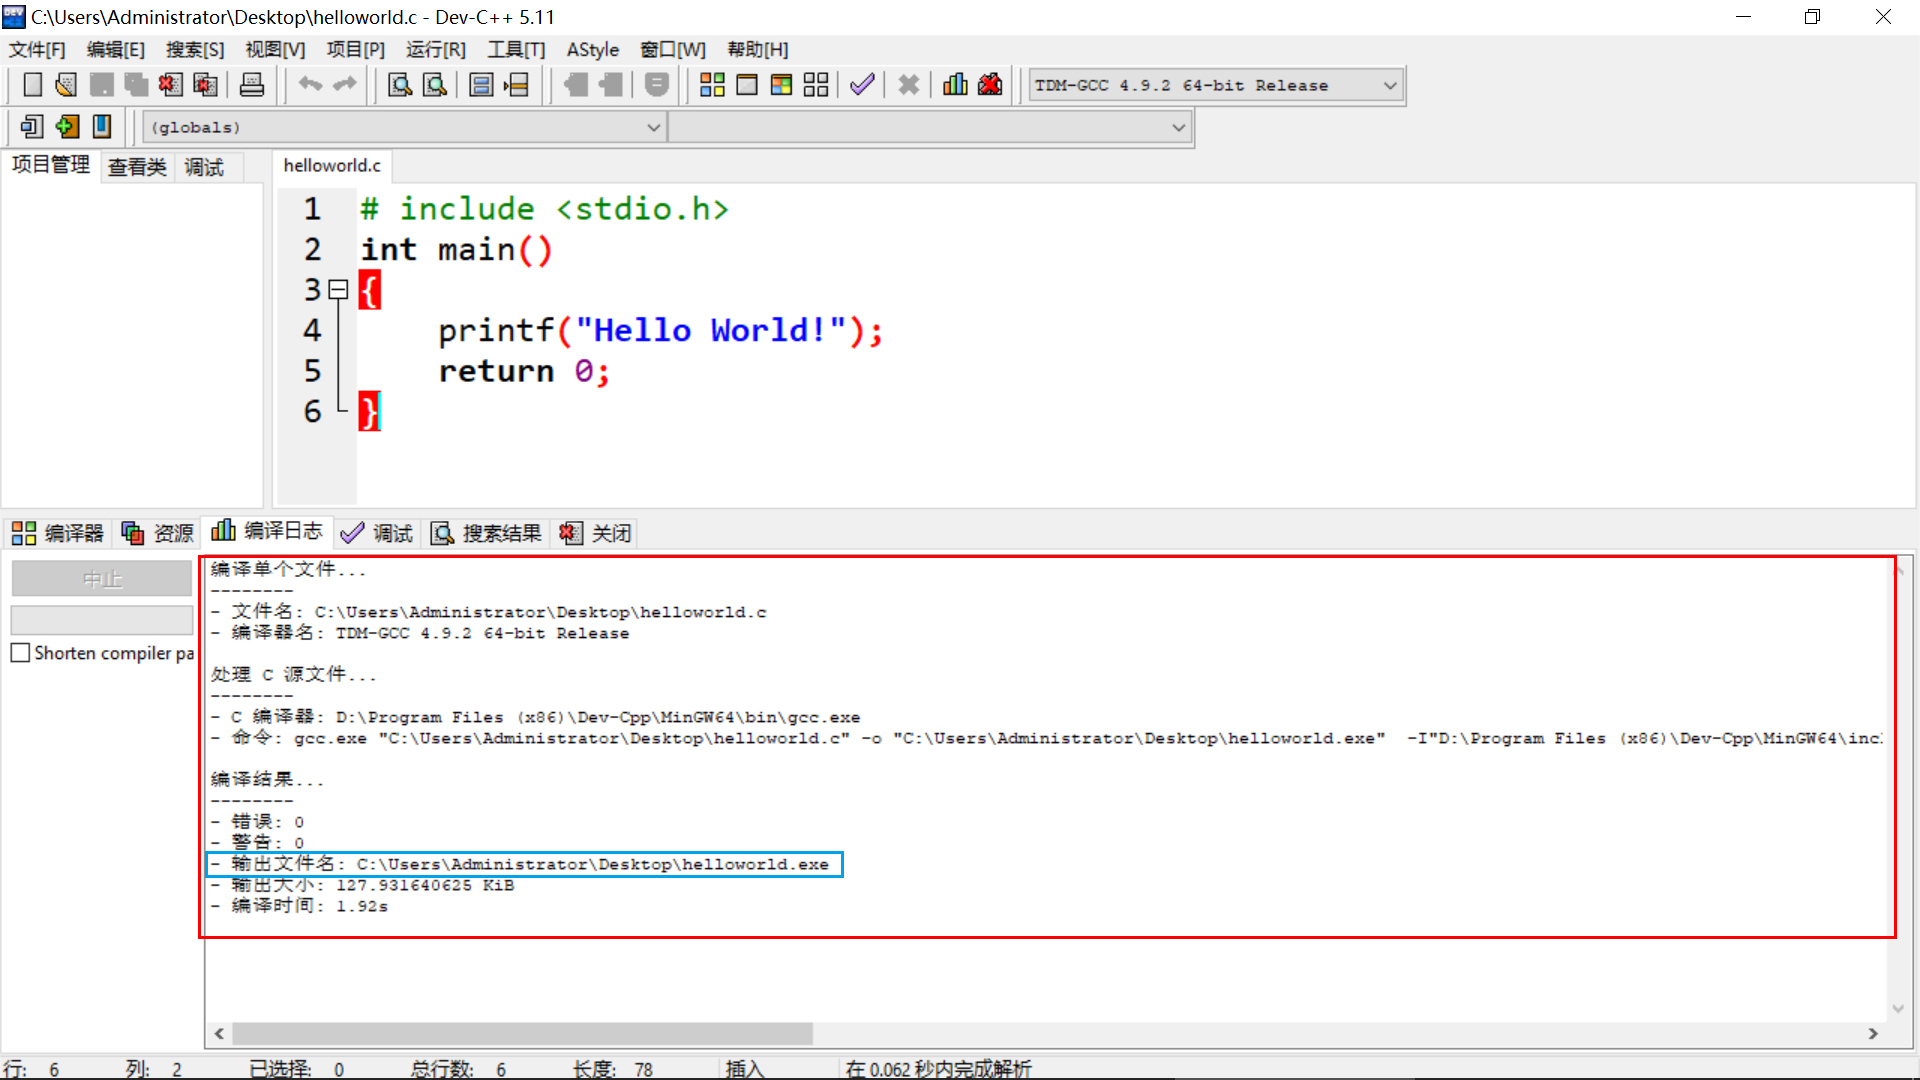 C:\Users\Administrator\Desktop\helloworld.c - Dev-C++ 5.11
文件[F] 编辑[E] 搜索[S] 视图[V] 项目[P] 运行[R] 工具[T] AStyle 窗口[W] 帮助[H]
TDM-GCC 4.9.2 64-bit Release
(globals)
项目管理 查看类 调试 helloworld.c
1 # include <stdio.h>
2 int main()
3 {
4 printf("Hello World!");
5 return 0;
6 }
编译器 资源 编译日志 调试 搜索结果 关闭
中止
Shorten compiler pa
编译单个文件...
--------
- 文件名: C:\Users\Administrator\Desktop\helloworld.c
- 编译器名: TDM-GCC 4.9.2 64-bit Release
处理 C 源文件...
--------
- C 编译器: D:\Program Files (x86)\Dev-Cpp\MinGW64\bin\gcc.exe
- 命令: gcc.exe "C:\Users\Administrator\Desktop\helloworld.c" -o "C:\Users\Administrator\Desktop\helloworld.exe"  -I"D:\Program Files (x86)\Dev-Cpp\MinGW64\incl
编译结果...
--------
- 错误: 0
- 警告: 0
- 输出文件名: C:\Users\Administrator\Desktop\helloworld.exe
- 输出大小: 127.931640625 KiB
- 编译时间: 1.92s
行: 6 列: 2 已选择: 0 总行数: 6 长度: 78 插入 在 0.062 秒内完成解析